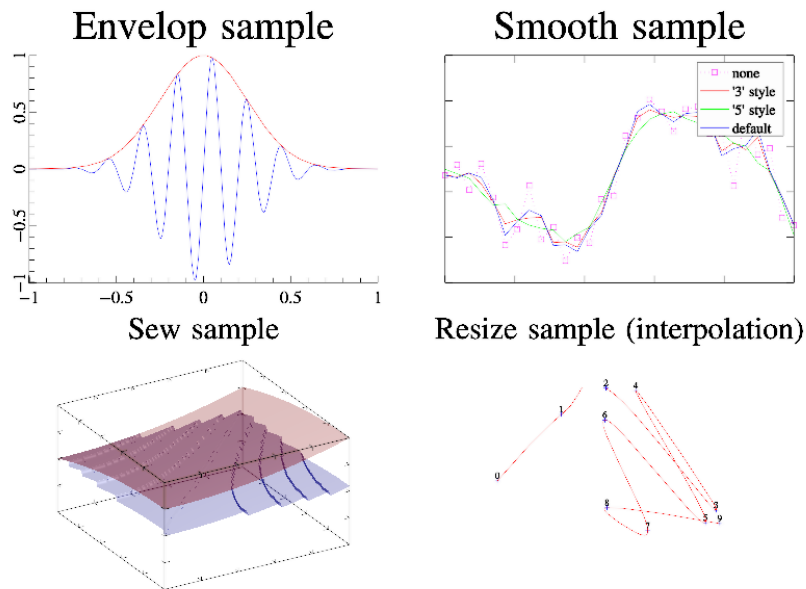 Envelop sample
Smooth sample
1
0.5
0
−0.5
−1
−1
−0.5
0
0.5
1
none
'3' style
'5' style
default
Sew sample
Resize sample (interpolation)
0
1
2
4
6
8
7
3
5
9